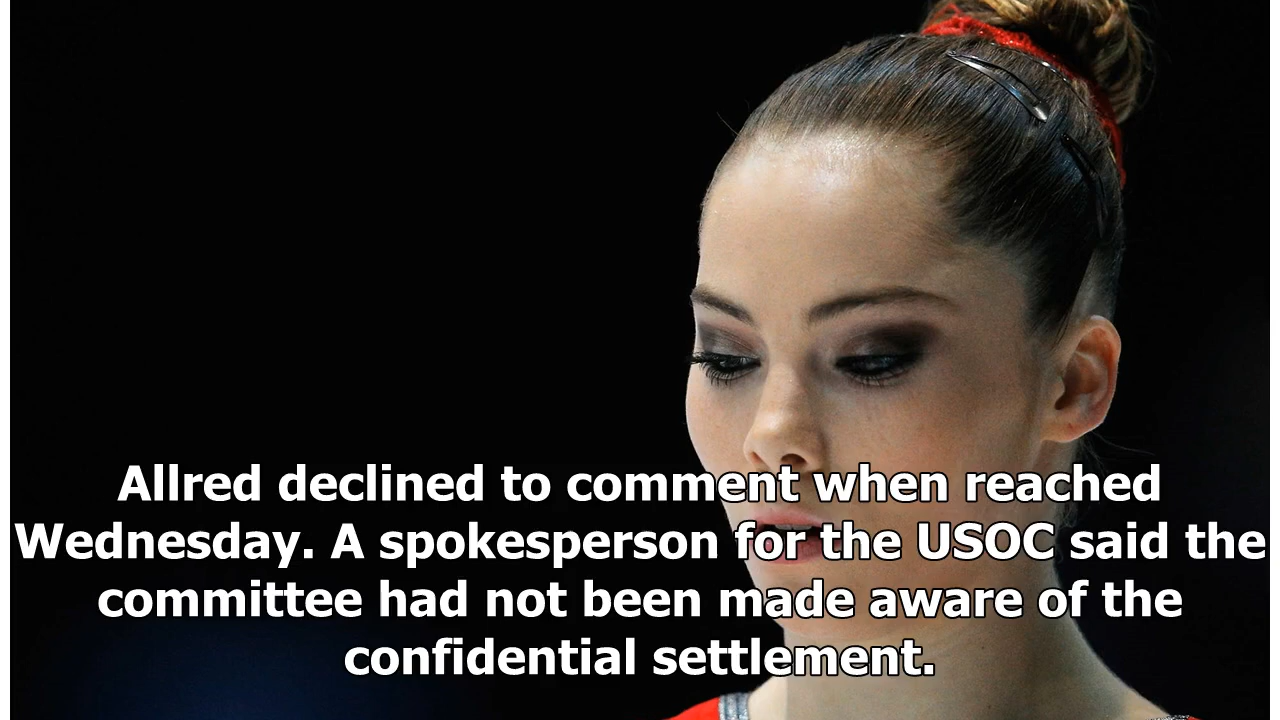 Allred declined to comment when reached
Wednesday. A spokesperson for the USOC said the
committee had not been made aware of the
confidential settlement.